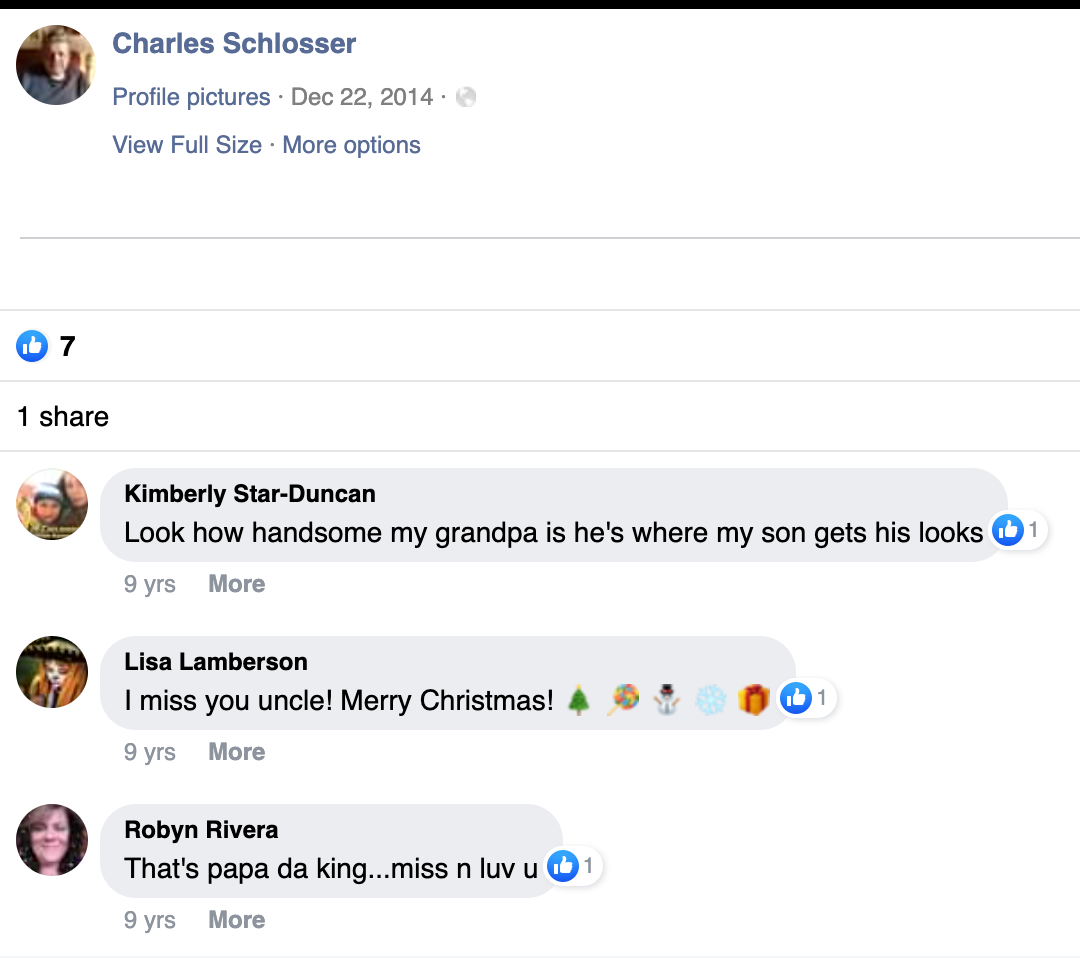 Charles Schlosser
Profile pictures · Dec 22, 2014 ·
View Full Size · More options
7
1 share
Kimberly Star-Duncan
Look how handsome my grandpa is he's where my son gets his looks 1
9 yrs More
Lisa Lamberson
I miss you uncle! Merry Christmas! 🎄 🍭 ⛄ ❄️ 🎁 1
9 yrs More
Robyn Rivera
That's papa da king...miss n luv u 1
9 yrs More